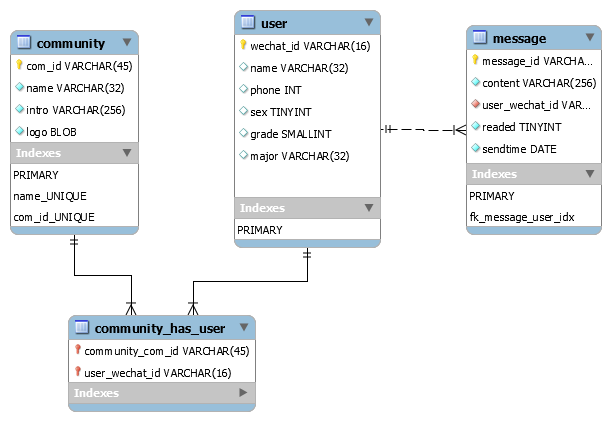 community
com_id VARCHAR(45)
name VARCHAR(32)
intro VARCHAR(256)
logo BLOB
Indexes
PRIMARY
name_UNIQUE
com_id_UNIQUE
user
wechat_id VARCHAR(16)
name VARCHAR(32)
phone INT
sex TINYINT
grade SMALLINT
major VARCHAR(32)
Indexes
PRIMARY
message
message_id VARCHA...
content VARCHAR(256)
user_wechat_id VAR...
readed TINYINT
sendtime DATE
Indexes
PRIMARY
fk_message_user_idx
community_has_user
community_com_id VARCHAR(45)
user_wechat_id VARCHAR(16)
Indexes